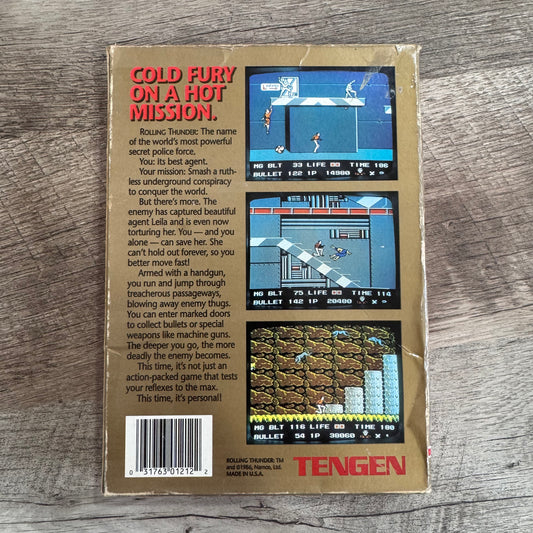 COLD FURY
ON A HOT
MISSION.
ROLLING THUNDER: The name
of the world's most powerful
secret police force.
You: its best agent.
Your mission: Smash a ruth-
less underground conspiracy
to conquer the world.
But there's more. The
enemy has captured beautiful
agent Leila and is even now
torturing her. You — and you
alone — can save her. She
can't hold out forever, so you
better move fast!
Armed with a handgun,
you run and jump through
treacherous passageways,
blowing away enemy thugs.
You can enter marked doors
to collect bullets or special
weapons like machine guns.
The deeper you go, the more
deadly the enemy becomes.
This time, it's not just an
action-packed game that tests
your reflexes to the max.
This time, it's personal!
MG BLT 33 LIFE TIME 106
BULLET 122 1P 14900
MG BLT 75 LIFE TIME 114
BULLET 142 1P 20400
MG BLT 116 LIFE TIME 100
BULLET 54 1P 30060
0 31763 01212 2
ROLLING THUNDER: TM
and ©1986, Namco, Ltd.
MADE IN U.S.A.
TENGEN